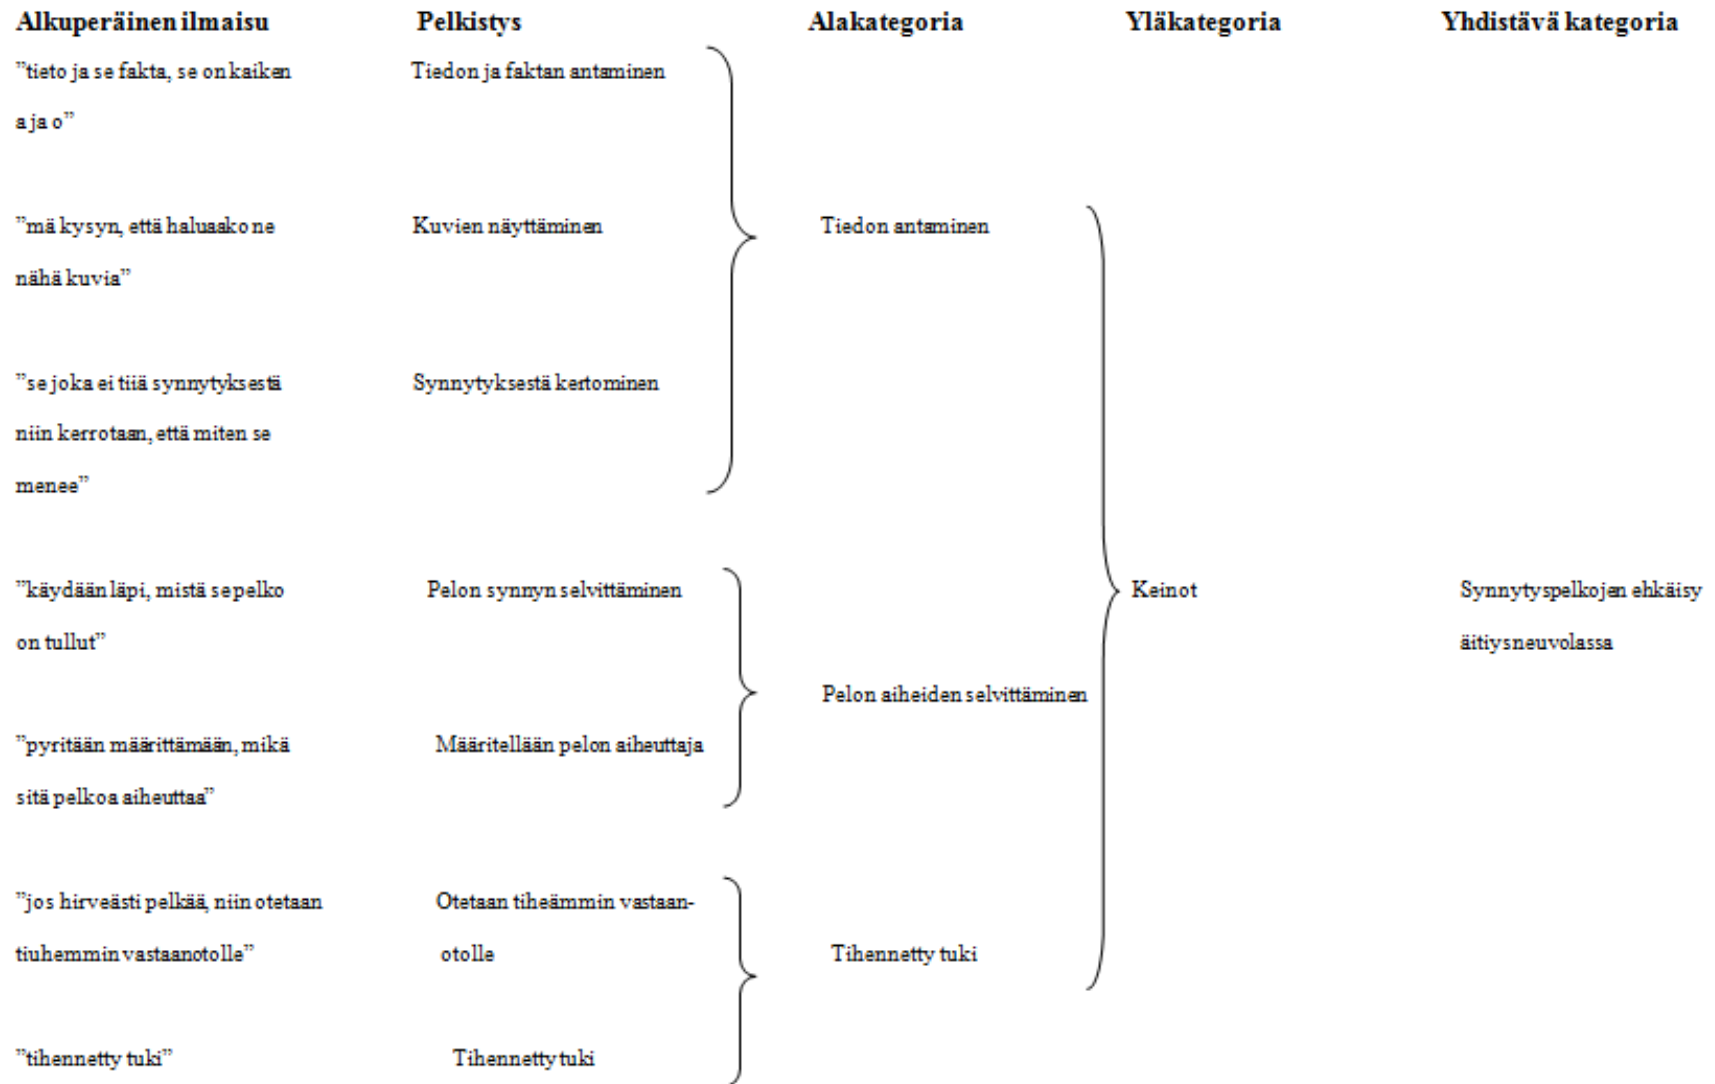 Alkuperäinen ilmaisu Pelkistys Alakategoria Yläkategoria Yhdistävä kategoria
”tieto ja se fakta, se on kaiken Tiedon ja faktan antaminen
a ja o”
”mä kysyn, että haluaako ne Kuvien näyttäminen Tiedon antaminen
nähä kuvia”
”se joka ei tiiä synnytyksestä Synnytyksestä kertominen
niin kerrotaan, että miten se
menee”
”käydään läpi, mistä se pelko Pelon synnyn selvittäminen Keinot Synnytyspelkojen ehkäisy
on tullut” äitiysneuvolassa
Pelon aiheiden selvittäminen
”pyritään määrittämään, mikä Määritellään pelon aiheuttaja
sitä pelkoa aiheuttaa”
”jos hirveästi pelkää, niin otetaan Otetaan tiheämmin vastaan-
tiuhemmin vastaanotolle” otolle Tihennetty tuki
”tihennetty tuki” Tihennetty tuki